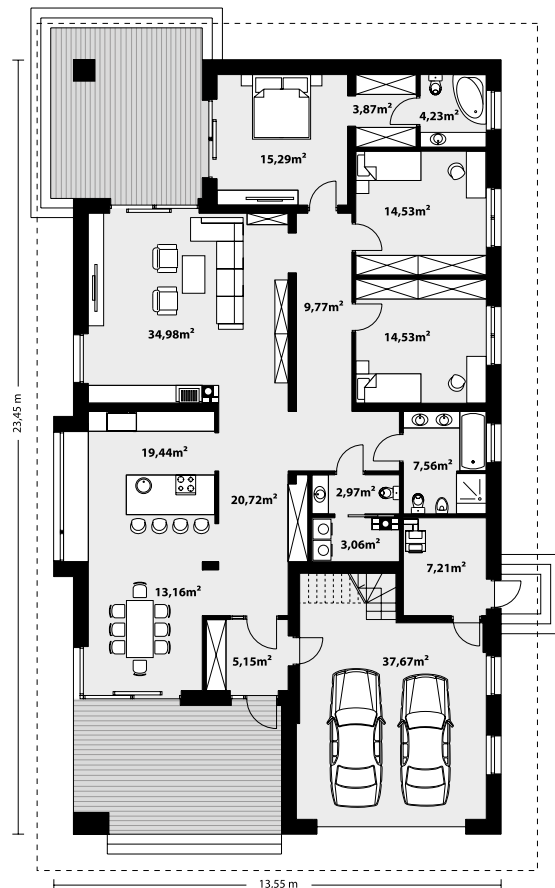 3,87m²
4,23m²
15,29m²
14,53m²
9,77m²
34,98m²
14,53m²
23,45 m
19,44m²
7,56m²
20,72m²
2,97m²
3,06m²
7,21m²
13,16m²
5,15m²
37,67m²
13,55 m